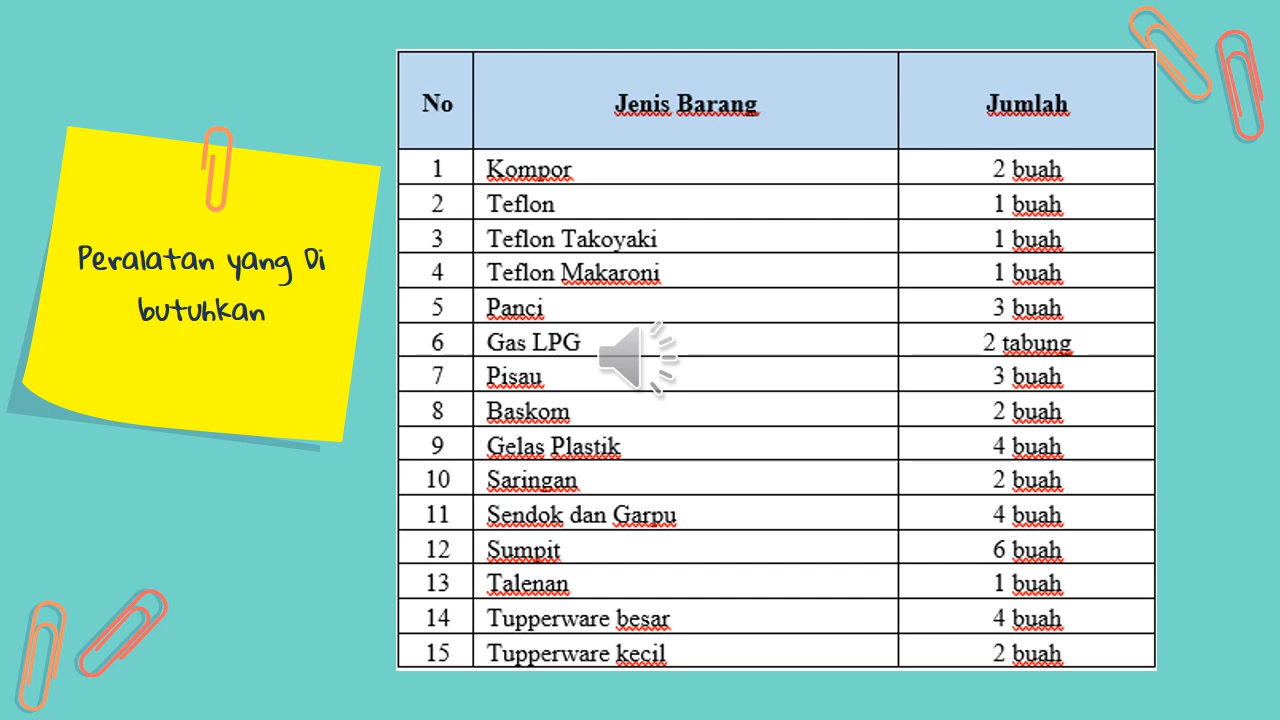 Peralatan yang Di
butuhkan
No Jenis Barang Jumlah
1 Kompor 2 buah
2 Teflon 1 buah
3 Teflon Takoyaki 1 buah
4 Teflon Makaroni 1 buah
5 Panci 3 buah
6 Gas LPG 2 tabung
7 Pisau 3 buah
8 Baskom 2 buah
9 Gelas Plastik 4 buah
10 Saringan 2 buah
11 Sendok dan Garpu 4 buah
12 Sumpit 6 buah
13 Talenan 1 buah
14 Tupperware besar 4 buah
15 Tupperware kecil 2 buah